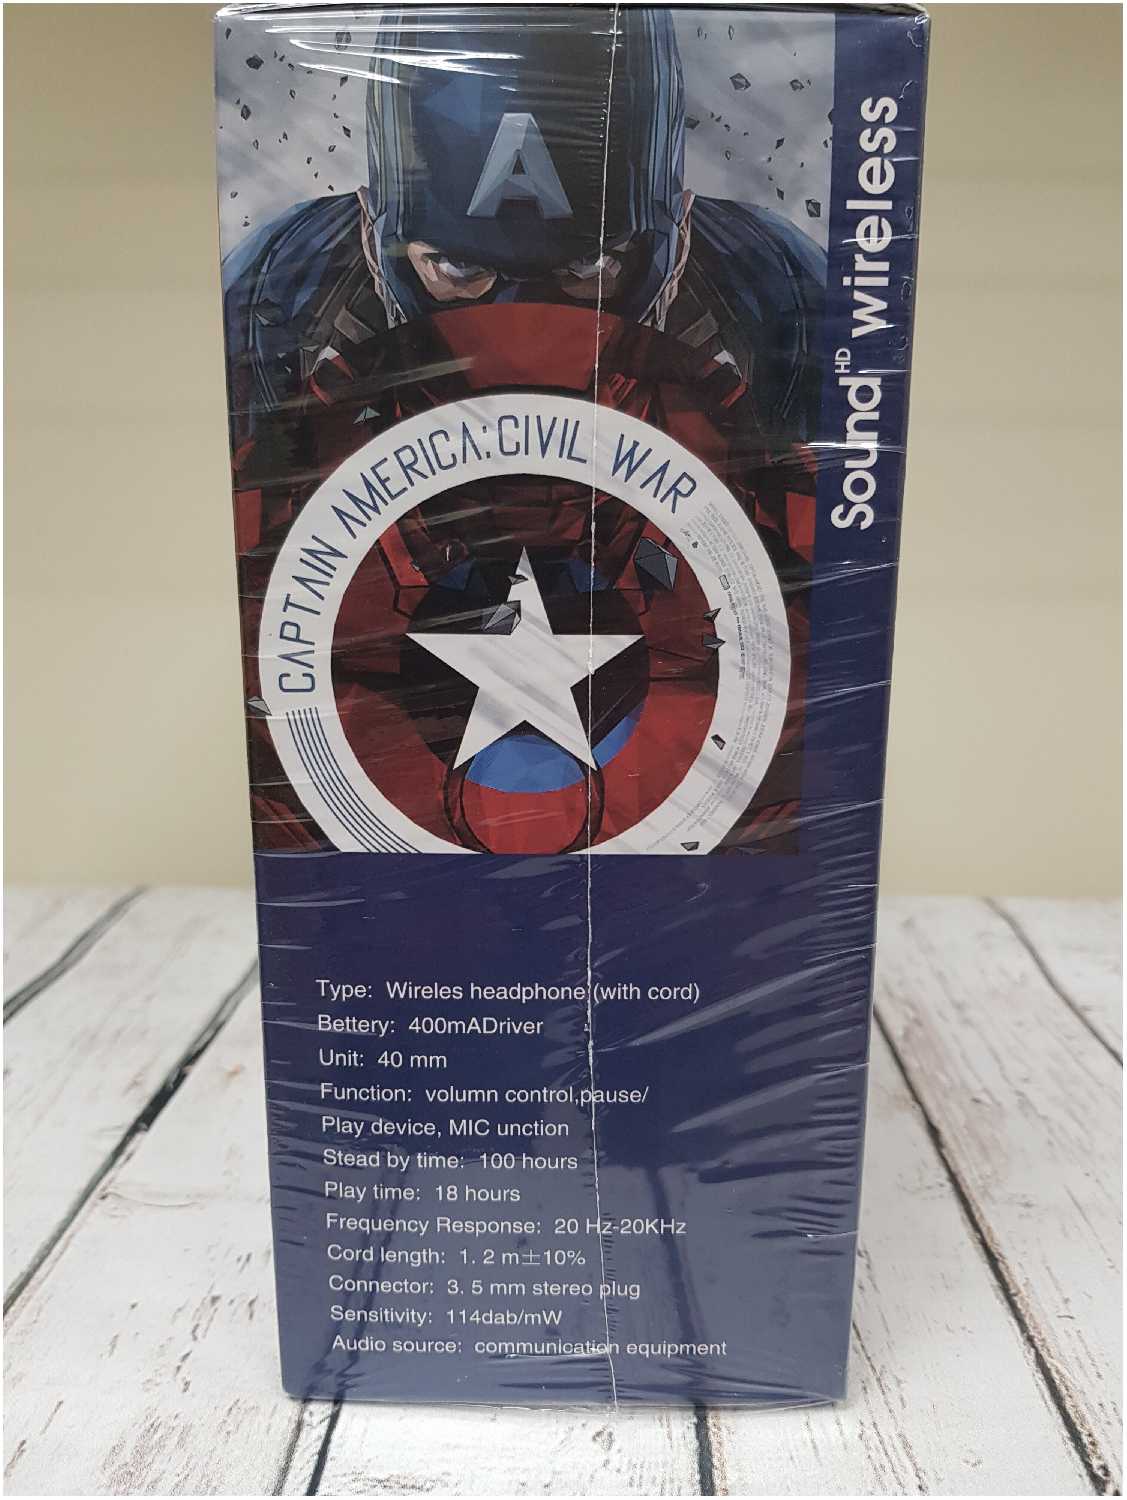 A
Sound HD wireless
CAPTAIN AMERICA: CIVIL WAR
Type: Wireles headphone (with cord)
Bettery: 400mADriver
Unit: 40 mm
Function: volumn control,pause/
Play device, MIC unction
Stead by time: 100 hours
Play time: 18 hours
Frequency Response: 20 Hz-20KHz
Cord length: 1. 2 m±10%
Connector: 3. 5 mm stereo plug
Sensitivity: 114dab/mW
Audio source: communication equipment